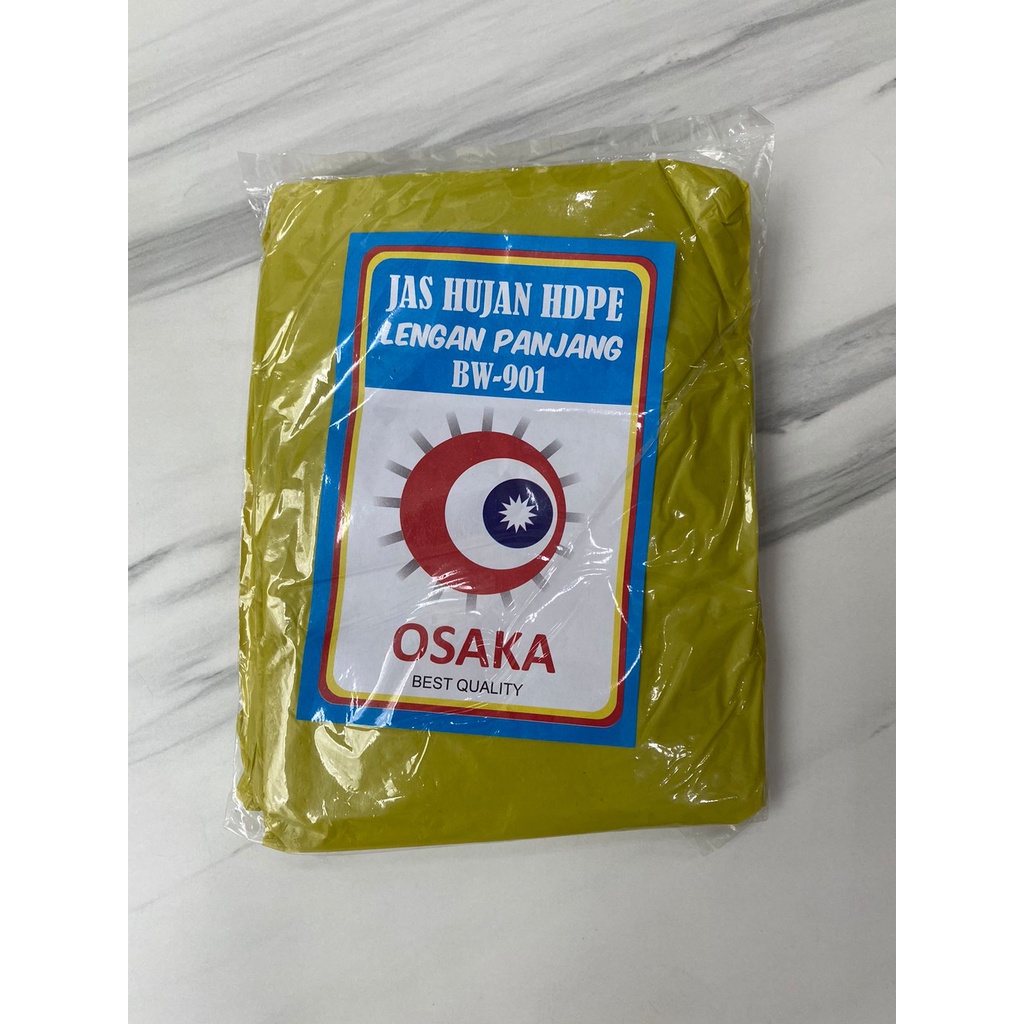 JAS HUJAN HDPE
LENGAN PANJANG
BW-901
OSAKA
BEST QUALITY